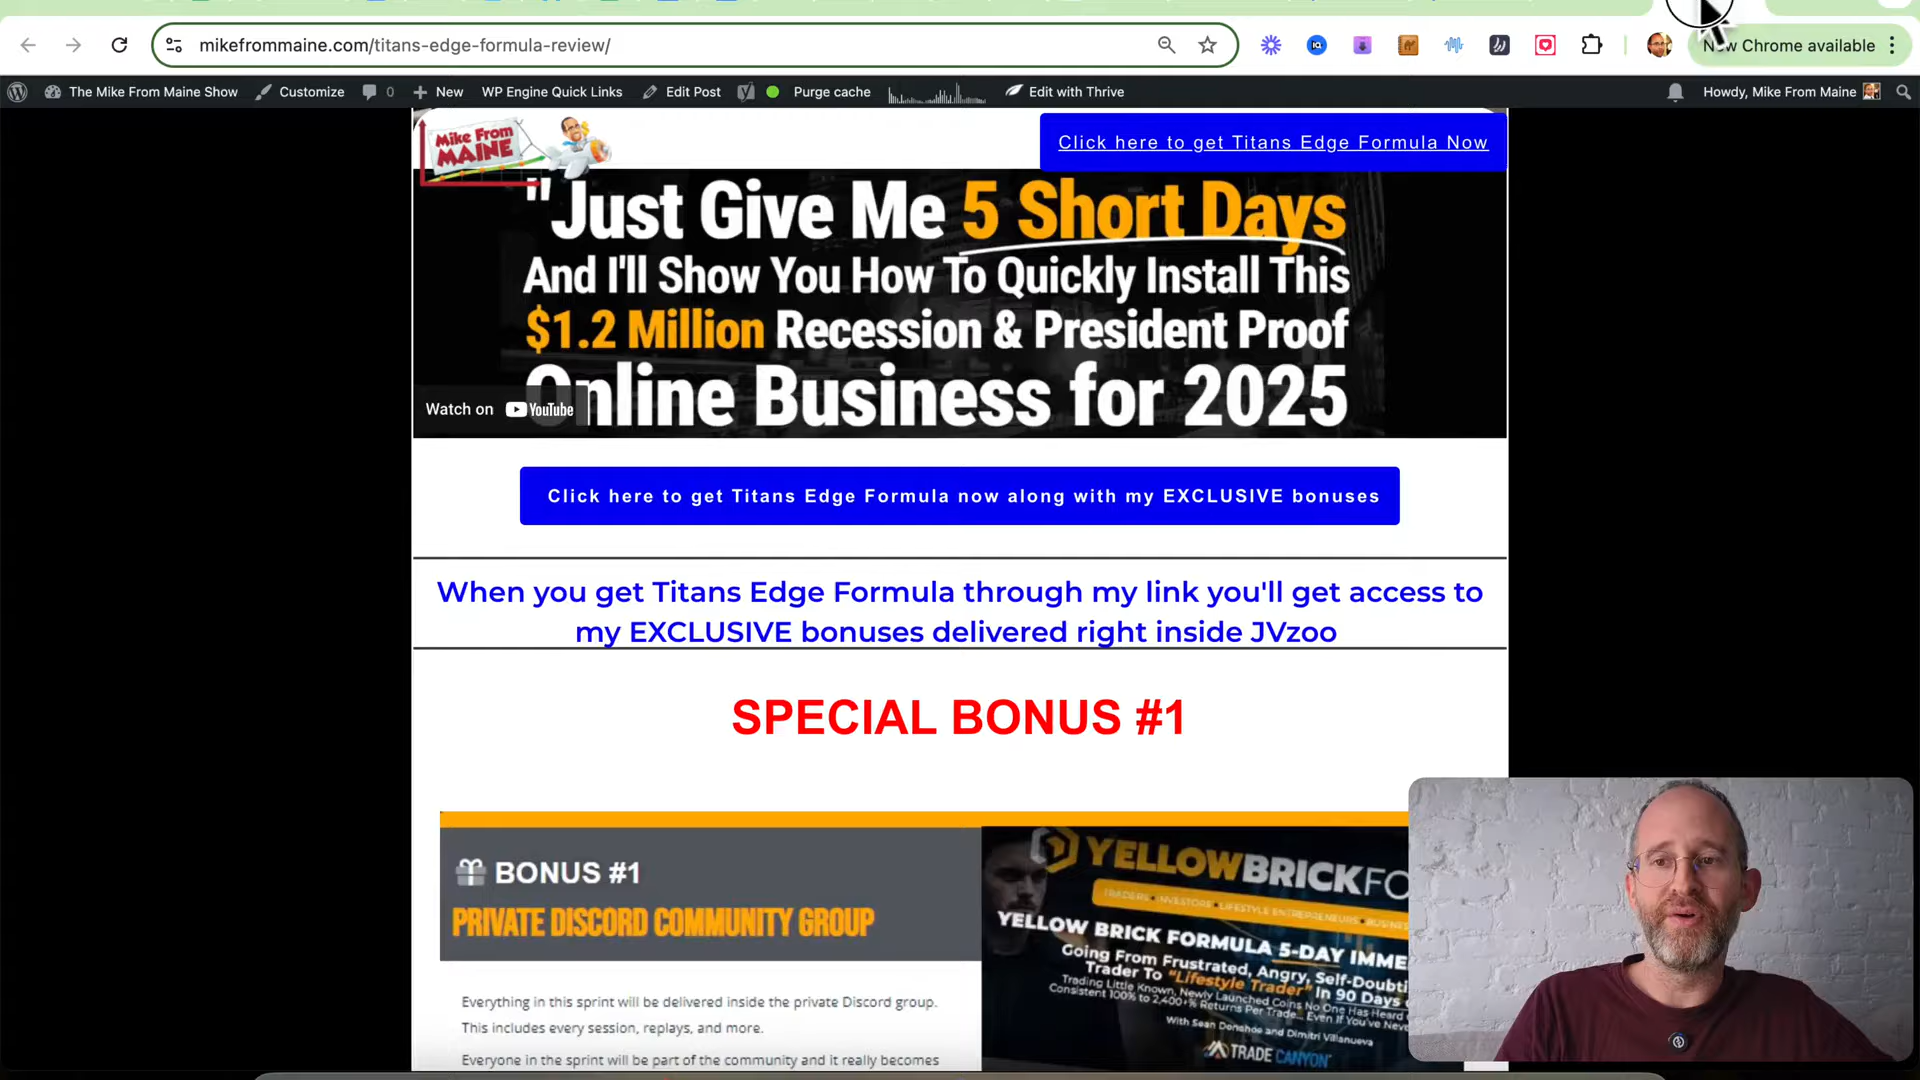 mikefrommaine.com/titans-edge-formula-review/
New Chrome available
The Mike From Maine Show
Customize
0
New
WP Engine Quick Links
Edit Post
Purge cache
Edit with Thrive
Howdy, Mike From Maine
Mike From
MAINE
Click here to get Titans Edge Formula Now
"Just Give Me 5 Short Days
And I'll Show You How To Quickly Install This
$1.2 Million Recession & President Proof
Online Business for 2025
Watch on YouTube
Click here to get Titans Edge Formula now along with my EXCLUSIVE bonuses
When you get Titans Edge Formula through my link you'll get access to
my EXCLUSIVE bonuses delivered right inside JVzoo
SPECIAL BONUS #1
BONUS #1
PRIVATE DISCORD COMMUNITY GROUP
Everything in this sprint will be delivered inside the private Discord group.
This includes every session, replays, and more.
Everyone in the sprint will be part of the community and it really becomes
YELLOWBRICKFO
TRADERS • INVESTORS • LIFESTYLE ENTREPRENEURS •
YELLOW BRICK FORMULA 5-DAY IMME
Going From Frustrated, Angry, Self-Doubti
Trader To "Lifestyle Trader" In 90 Days
Trading Little Known, Newly Launched Coins No One Has Heard
Consistent 100% to 2,400+% Returns Per Trade... Even If You've Neve
With Sean Donahoe and Dimitri Villanueva
TRADE CANYON